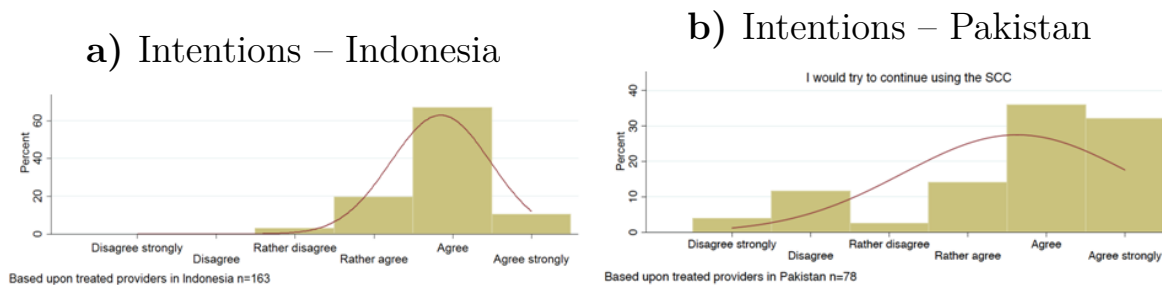 a) Intentions – Indonesia
Percent
60
40
20
0
Disagree strongly
Disagree
Rather disagree
Rather agree
Agree
Agree strongly
Based upon treated providers in Indonesia n=163
b) Intentions – Pakistan
I would try to continue using the SCC
Percent
40
30
20
10
0
Disagree strongly
Disagree
Rather disagree
Rather agree
Agree
Agree strongly
Based upon treated providers in Pakistan n=78